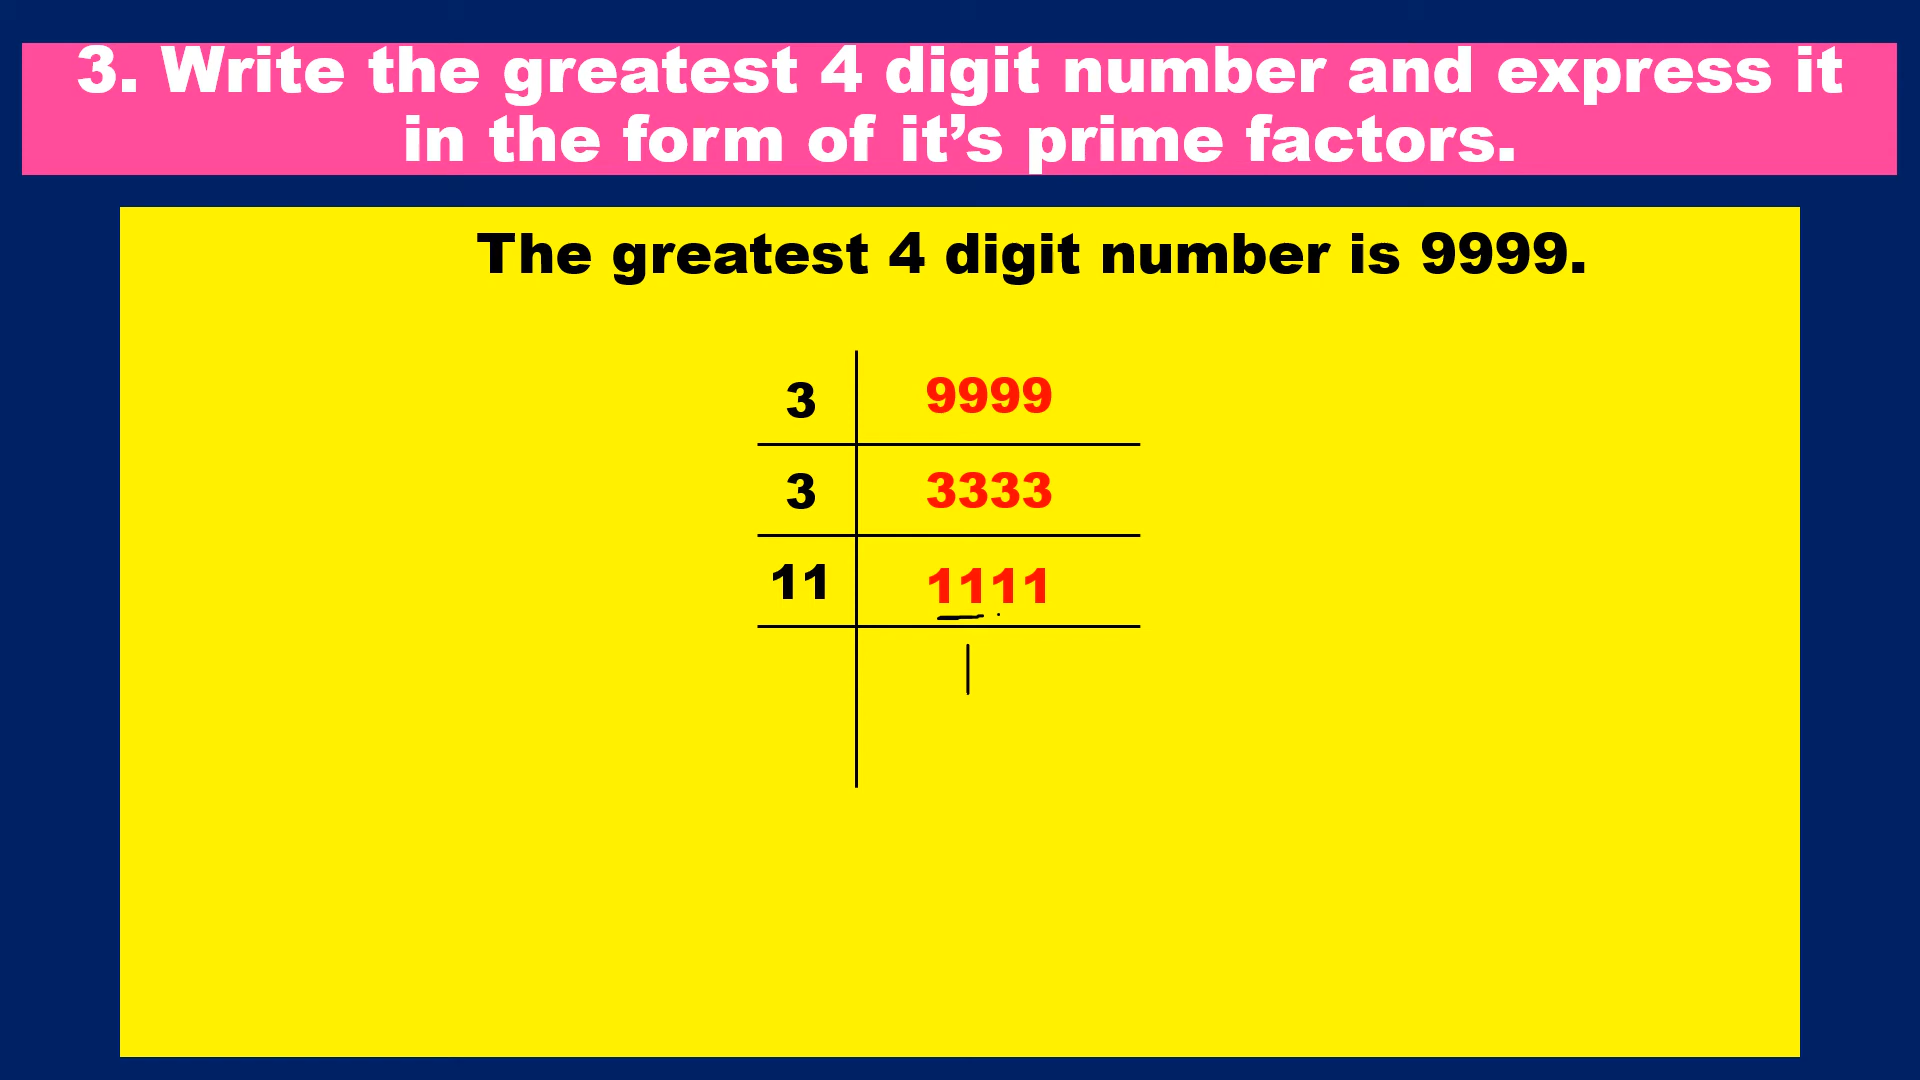 3. Write the greatest 4 digit number and express it
in the form of it’s prime factors.
The greatest 4 digit number is 9999.
3 9999
3 3333
11 1111
1